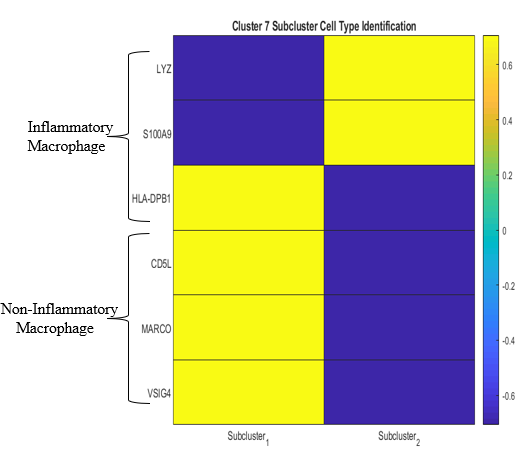 Cluster 7 Subcluster Cell Type Identification
Inflammatory
Macrophage
Non-Inflammatory
Macrophage
LYZ
S100A9
HLA-DPB1
CD5L
MARCO
VSIG4
Subcluster1
Subcluster2
0.6
0.4
0.2
0
-0.2
-0.4
-0.6